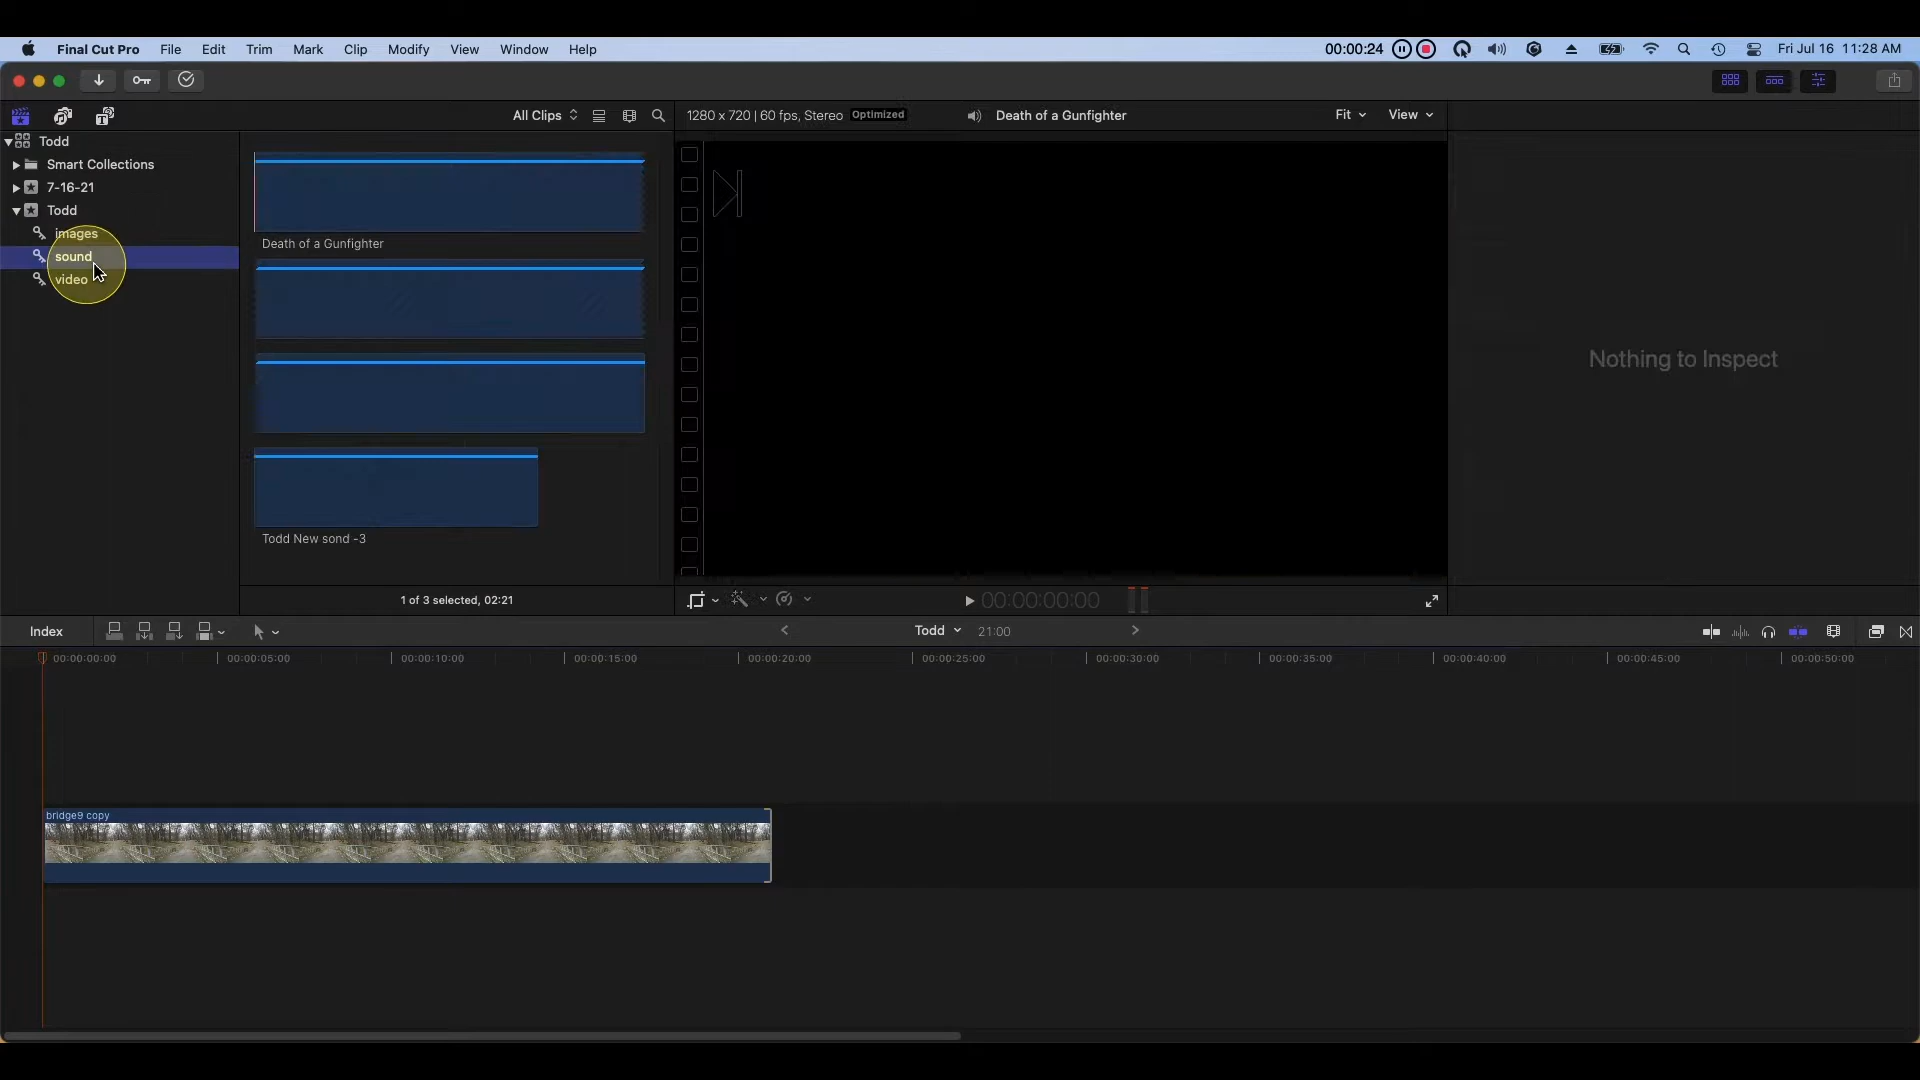 Final Cut Pro File Edit Trim Mark Clip Modify View Window Help 00:00:24 Fri Jul 16 11:28 AM
All Clips 1280 x 720 | 60 fps, Stereo Optimized Death of a Gunfighter Fit View
Todd
Smart Collections
7-16-21
Todd
images
sound
video
Death of a Gunfighter
Todd New sond -3
Nothing to Inspect
1 of 3 selected, 02:21 00:00:00:00
Index Todd 21:00
00:00:00:00 00:00:05:00 00:00:10:00 00:00:15:00 00:00:20:00 00:00:25:00 00:00:30:00 00:00:35:00 00:00:40:00 00:00:45:00 00:00:50:00
bridge9 copy